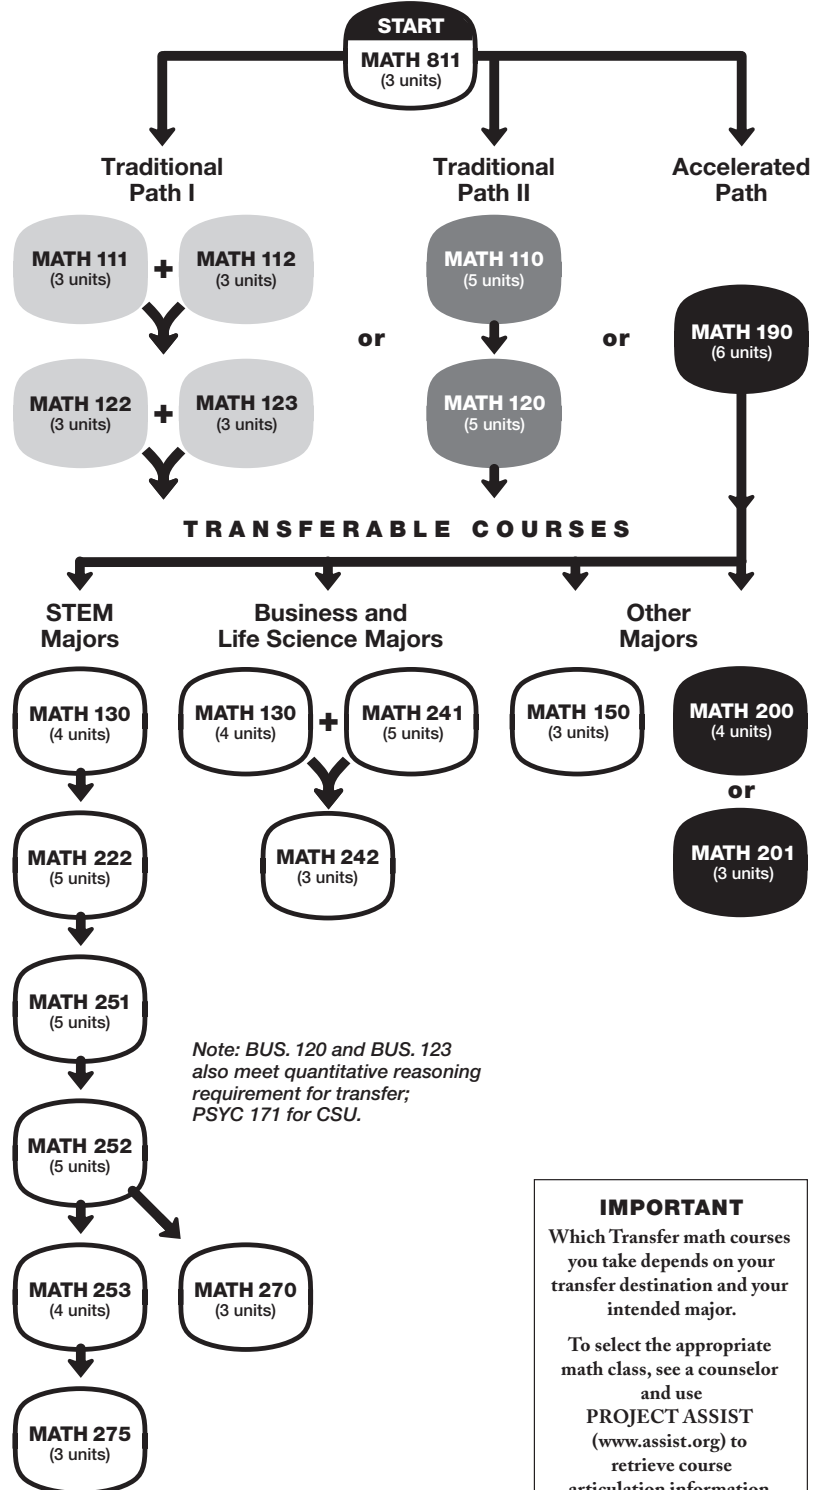 START
MATH 811
(3 units)
Traditional
Path I
Traditional
Path II
Accelerated
Path
MATH 111
(3 units)
+
MATH 112
(3 units)
MATH 110
(5 units)
or
or
MATH 190
(6 units)
MATH 122
(3 units)
+
MATH 123
(3 units)
MATH 120
(5 units)
TRANSFERABLE COURSES
STEM
Majors
Business and
Life Science Majors
Other
Majors
MATH 130
(4 units)
MATH 130
(4 units)
+
MATH 241
(5 units)
MATH 150
(3 units)
MATH 200
(4 units)
or
MATH 201
(3 units)
MATH 222
(5 units)
MATH 242
(3 units)
MATH 251
(5 units)
Note: BUS. 120 and BUS. 123
also meet quantitative reasoning
requirement for transfer;
PSYC 171 for CSU.
MATH 252
(5 units)
MATH 253
(4 units)
MATH 270
(3 units)
MATH 275
(3 units)
IMPORTANT
Which Transfer math courses
you take depends on your
transfer destination and your
intended major.
To select the appropriate
math class, see a counselor
and use
PROJECT ASSIST
(www.assist.org) to
retrieve course
articulation information